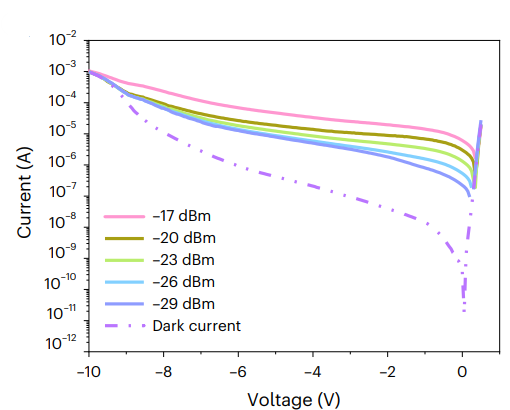 10⁻²
10⁻³
10⁻⁴
10⁻⁵
10⁻⁶
10⁻⁷
10⁻⁸
10⁻⁹
10⁻¹⁰
10⁻¹¹
10⁻¹²
Current (A)
−17 dBm
−20 dBm
−23 dBm
−26 dBm
−29 dBm
Dark current
−10 −8 −6 −4 −2 0
Voltage (V)